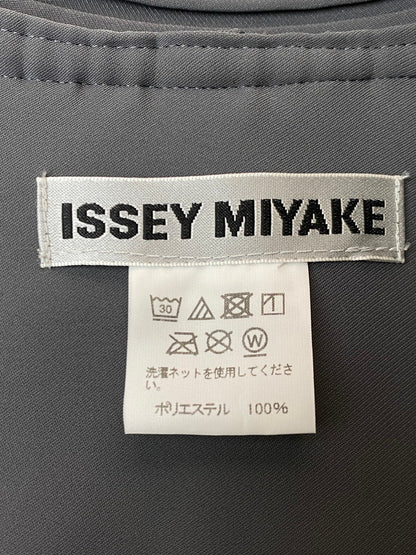 ISSEY MIYAKE
30
W
洗濯ネットを使用してくださ
い。
ポリエステル 100%